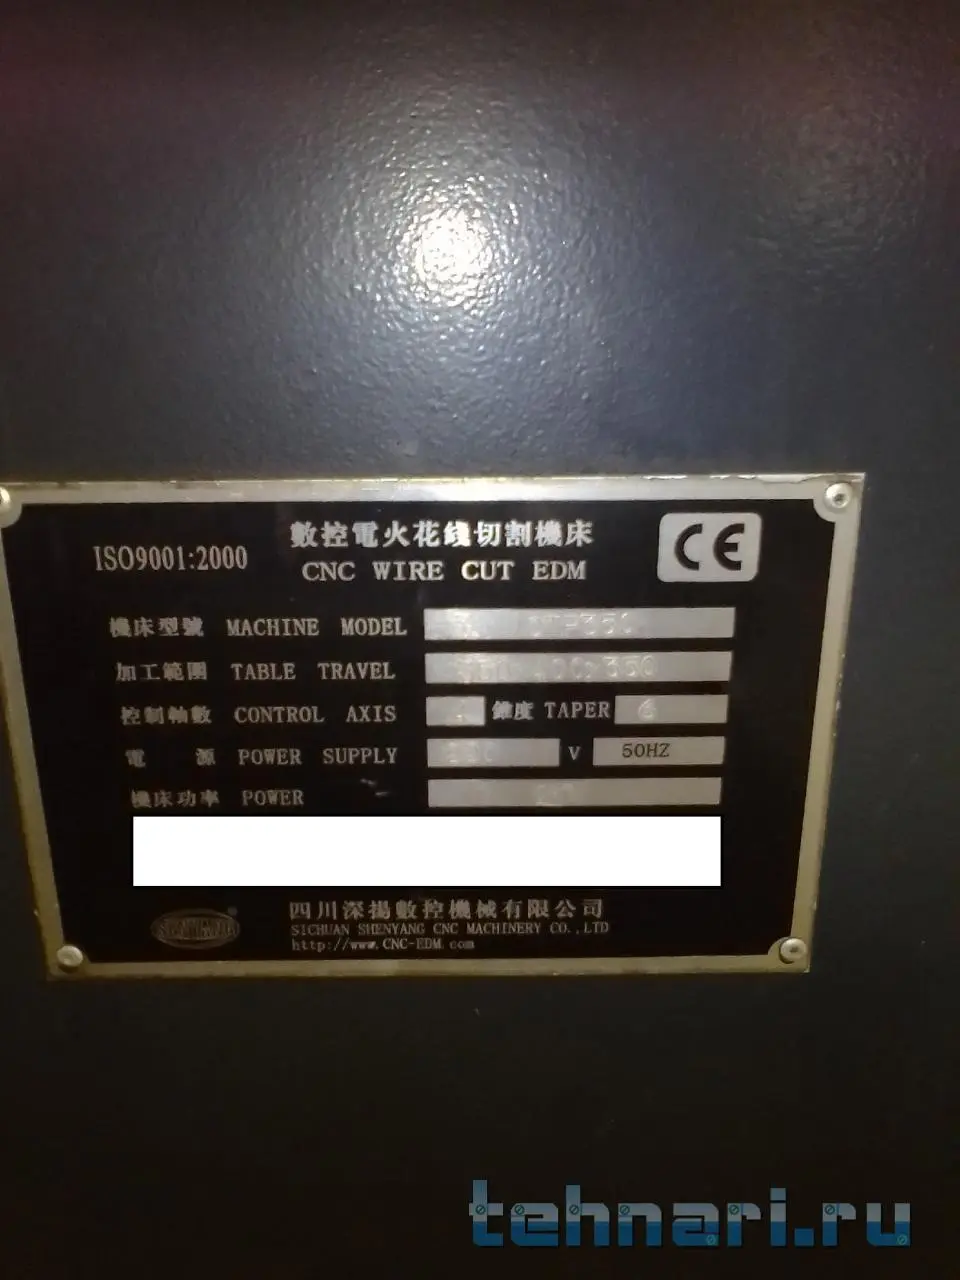 數控電火花线切割機床
ISO9001:2000
CE
CNC WIRE CUT EDM
機床型號 MACHINE MODEL
加工範圍 TABLE TRAVEL
控制軸數 CONTROL AXIS 錐度 TAPER 6
電 源 POWER SUPPLY V 50HZ
機床功率 POWER
四川深揚數控機械有限公司
SICHUAN SHENYANG CNC MACHINERY CO.,LTD
http://www.CNC-EDM.com
tehnari.ru